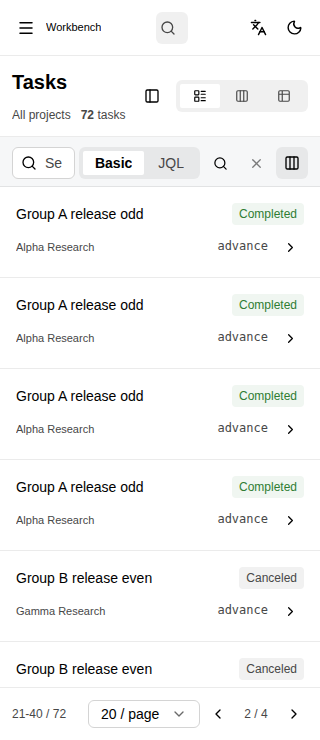 Workbench
Tasks
All projects 72 tasks
Se Basic JQL
Group A release odd Completed
Alpha Research advance
Group A release odd Completed
Alpha Research advance
Group A release odd Completed
Alpha Research advance
Group A release odd Completed
Alpha Research advance
Group B release even Canceled
Gamma Research advance
Group B release even Canceled
21-40 / 72 20 / page 2 / 4